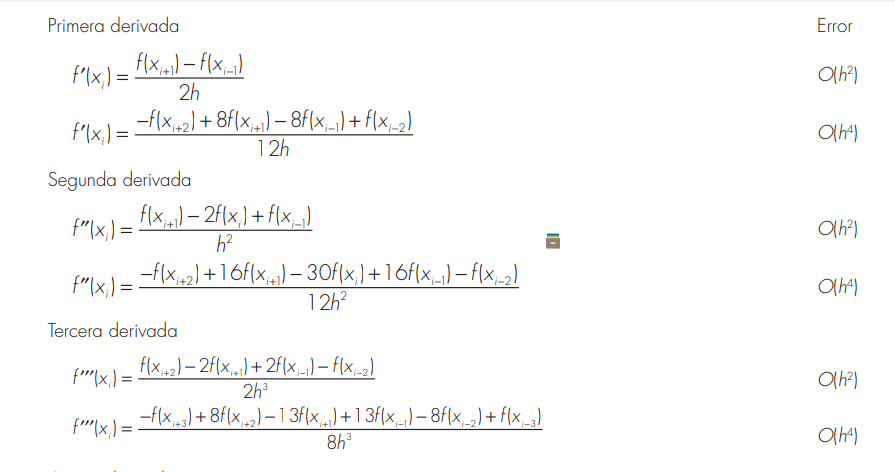 Primera derivada Error
f′(xᵢ) = (f(xᵢ₊₁) – f(xᵢ₋₁)) / 2h O(h²)
f′(xᵢ) = (–f(xᵢ₊₂) + 8f(xᵢ₊₁) – 8f(xᵢ₋₁) + f(xᵢ₋₂)) / 12h O(h⁴)
Segunda derivada
f″(xᵢ) = (f(xᵢ₊₁) – 2f(xᵢ) + f(xᵢ₋₁)) / h² O(h²)
f″(xᵢ) = (–f(xᵢ₊₂) + 16f(xᵢ₊₁) – 30f(xᵢ) + 16f(xᵢ₋₁) – f(xᵢ₋₂)) / 12h² O(h⁴)
Tercera derivada
f‴(xᵢ) = (f(xᵢ₊₂) – 2f(xᵢ₊₁) + 2f(xᵢ₋₁) – f(xᵢ₋₂)) / 2h³ O(h²)
f‴(xᵢ) = (–f(xᵢ₊₃) + 8f(xᵢ₊₂) – 13f(xᵢ₊₁) + 13f(xᵢ₋₁) – 8f(xᵢ₋₂) + f(xᵢ₋₃)) / 8h³ O(h⁴)